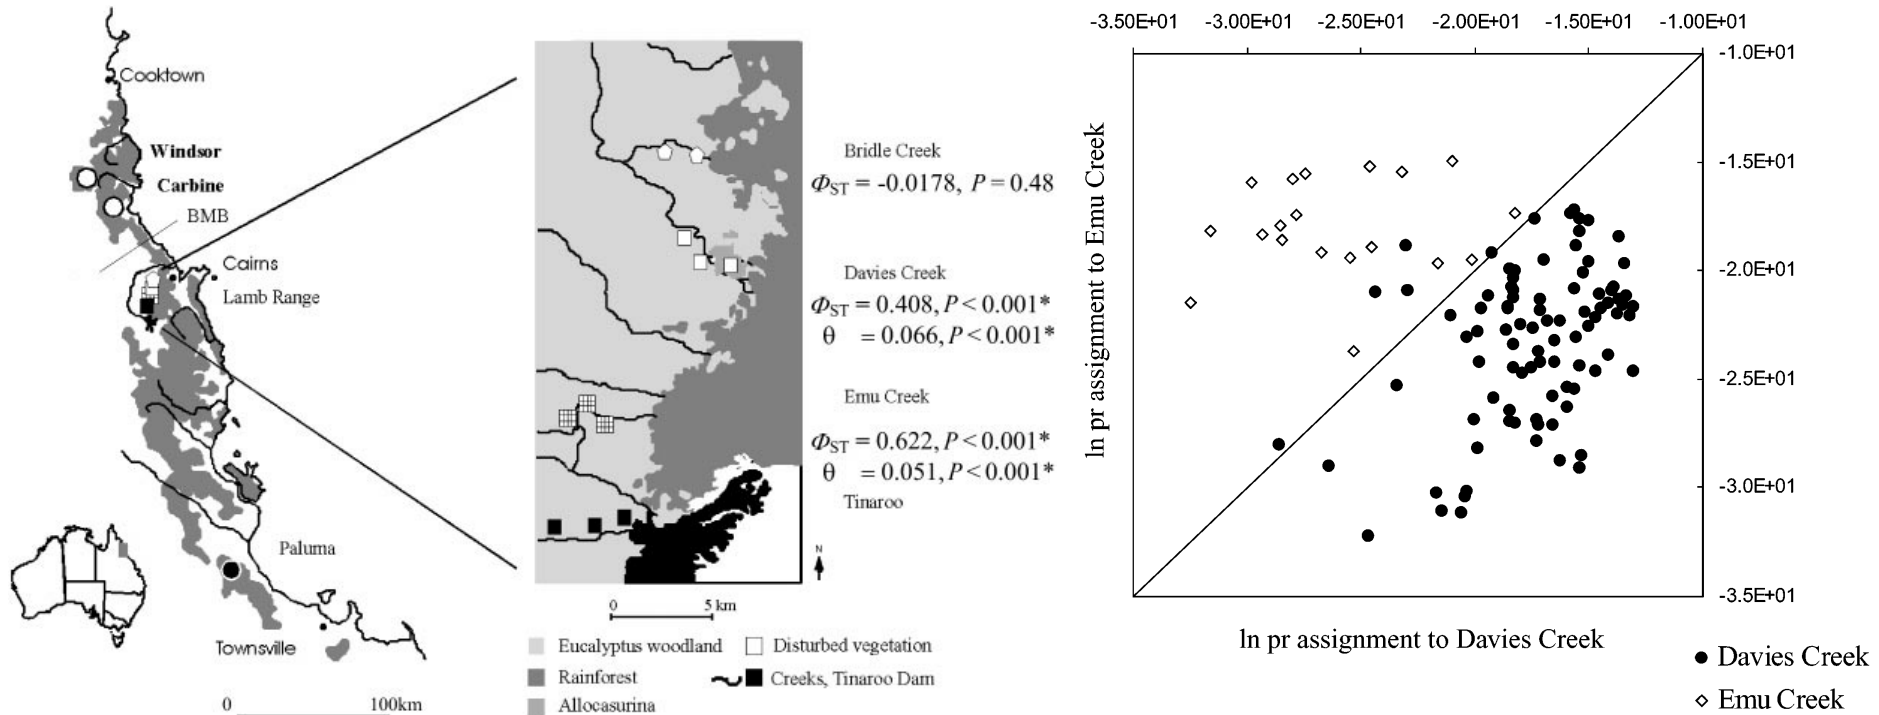 Cooktown
Windsor
Carbine
BMB
Cairns
Lamb Range
Paluma
Townsville
0 100km
Bridle Creek
ΦST = -0.0178, P = 0.48
Davies Creek
ΦST = 0.408, P < 0.001*
θ = 0.066, P < 0.001*
Emu Creek
ΦST = 0.622, P < 0.001*
θ = 0.051, P < 0.001*
Tinaroo
N
0 5 km
Eucalyptus woodland
Disturbed vegetation
Rainforest
Creeks, Tinaroo Dam
Allocasurina
-3.50E+01 -3.00E+01 -2.50E+01 -2.00E+01 -1.50E+01 -1.00E+01
-1.0E+01
-1.5E+01
-2.0E+01
-2.5E+01
-3.0E+01
-3.5E+01
ln pr assignment to Emu Creek
ln pr assignment to Davies Creek
Davies Creek
Emu Creek